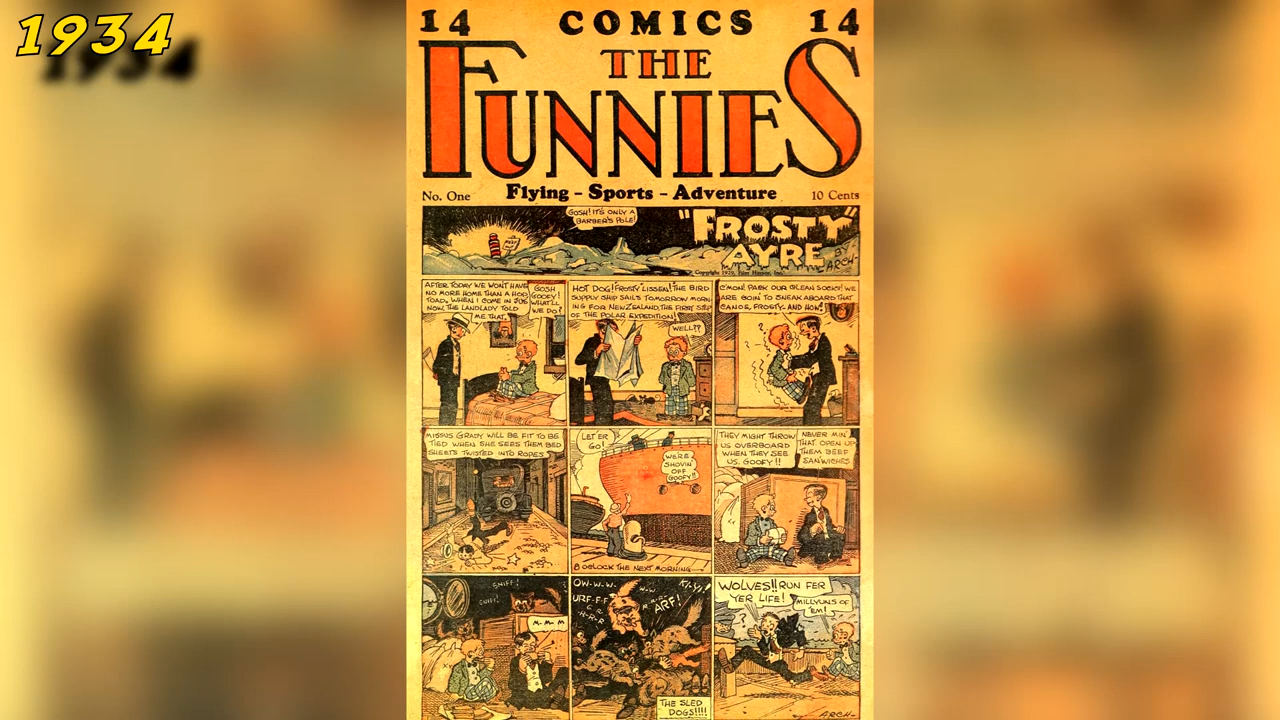 1934
14 COMICS 14
THE
FUNNIES
No. One Flying - Sports - Adventure 10 Cents
GOSH! IT'S ONLY A
BARBER'S POLE!
"FROSTY"
AYRE
BY
ARCH-
AFTER TODAY WE WON'T HAVE
NO MORE HOME THAN A HOP
TOAD. WHEN I COME IN JUS'
NOW, THE LANDLADY TOLD
ME THAT.
GOSH
GOOFY!
WHAT'LL
WE DO?
HOT DOG! FROSTY LISSEN! THE BIRD
SUPPLY SHIP SAILS TOMORROW MORN-
ING FOR NEW ZEALAND, THE FIRST STEP
OF THE POLAR EXPEDITION!
WELL??
C'MON! PARK OUR CLEAN SOCKS! WE
ARE GOIN TO SNEAK ABOARD THAT
CANOE, FROSTY- AND HOW!
MISSUS GRADY WILL BE FIT TO BE
TIED WHEN SHE SEES THEM BED
SHEETS TWISTED INTO ROPES
LET 'ER
GO!
WE'RE
SHOVIN'
OFF
GOOFY!!
8 OCLOCK THE NEXT MORNING-
THEY MIGHT THROW
US OVERBOARD
WHEN THEY SEE
US, GOOFY!!
NEVER MIN'
THAT. OPEN UP
THEM BEEF
SAN'WICHES
SNIFF!
SNIFF!
M-M-M
OW-W-W-
URF-F-F
KI-YI!
ARF!
THE SLED
DOGS!!!!
WOLVES!! RUN FER
YER LIFE!
MILLYUNS OF
'EM!
ARCH-